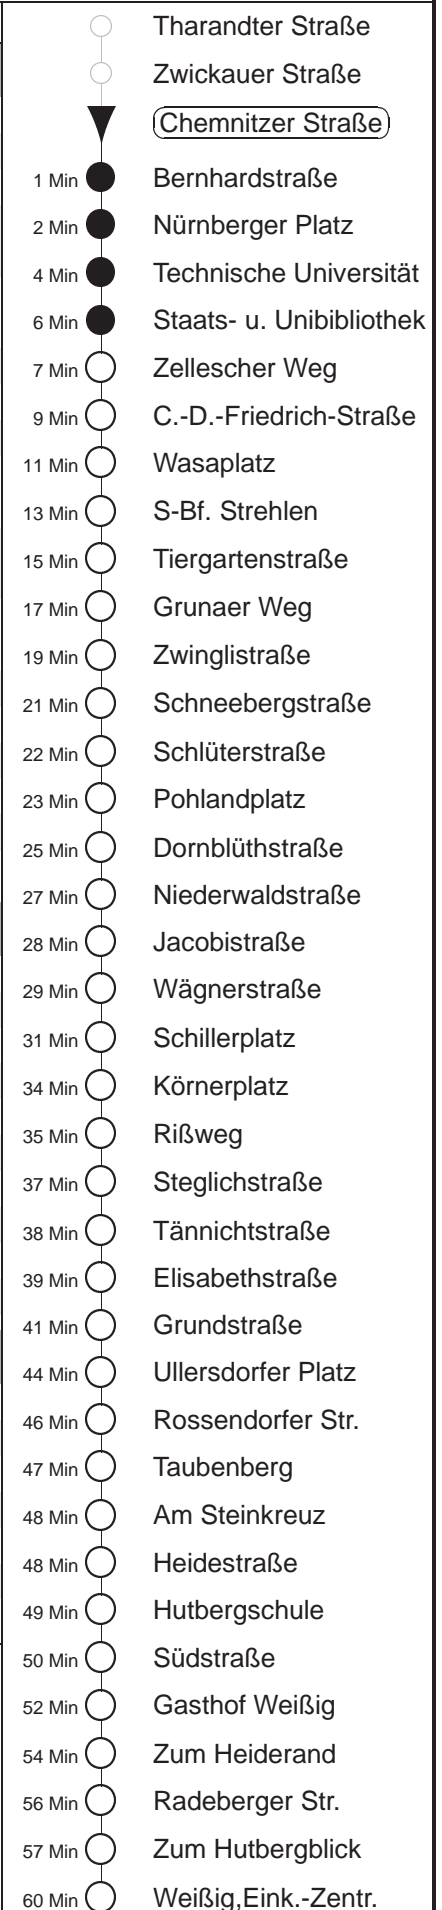 Tharandter Straße
Zwickauer Straße
Chemnitzer Straße
1 Min Bernhardstraße
2 Min Nürnberger Platz
4 Min Technische Universität
6 Min Staats- u. Unibibliothek
7 Min Zellescher Weg
9 Min C.-D.-Friedrich-Straße
11 Min Wasaplatz
13 Min S-Bf. Strehlen
15 Min Tiergartenstraße
17 Min Grunaer Weg
19 Min Zwinglistraße
21 Min Schneebergstraße
22 Min Schlüterstraße
23 Min Pohlandplatz
25 Min Dornblüthstraße
27 Min Niederwaldstraße
28 Min Jacobistraße
29 Min Wägnerstraße
31 Min Schillerplatz
34 Min Körnerplatz
35 Min Rißweg
37 Min Steglichstraße
38 Min Tännichtstraße
39 Min Elisabethstraße
41 Min Grundstraße
44 Min Ullersdorfer Platz
46 Min Rossendorfer Str.
47 Min Taubenberg
48 Min Am Steinkreuz
48 Min Heidestraße
49 Min Hutbergschule
50 Min Südstraße
52 Min Gasthof Weißig
54 Min Zum Heiderand
56 Min Radeberger Str.
57 Min Zum Hutbergblick
60 Min Weißig,Eink.-Zentr.